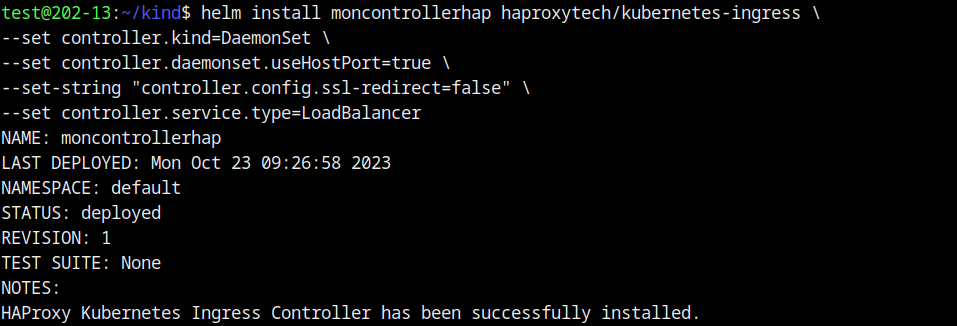 test@202-13:~/kind$ helm install moncontrollerhap haproxytech/kubernetes-ingress \
--set controller.kind=DaemonSet \
--set controller.daemonset.useHostPort=true \
--set-string "controller.config.ssl-redirect=false" \
--set controller.service.type=LoadBalancer
NAME: moncontrollerhap
LAST DEPLOYED: Mon Oct 23 09:26:58 2023
NAMESPACE: default
STATUS: deployed
REVISION: 1
TEST SUITE: None
NOTES:
HAProxy Kubernetes Ingress Controller has been successfully installed.